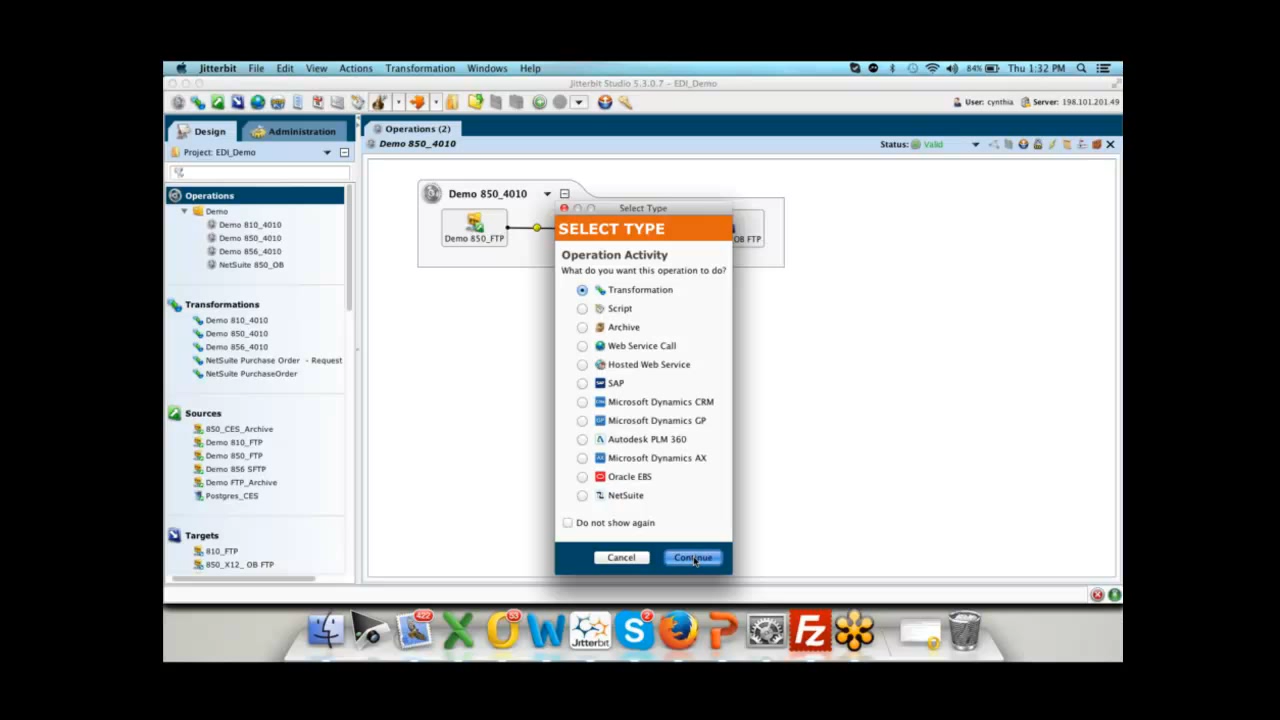 Jitterbit File Edit View Actions Transformation Windows Help 84% Thu 1:32 PM
Jitterbit Studio 5.3.0.7 – EDI_Demo
User: cynthia Server: 198.101.201.49
Design Administration Operations (2)
Project: EDI_Demo Demo 850_4010 Status: Valid
Operations
Demo
Demo 810_4010
Demo 850_4010
Demo 856_4010
NetSuite 850_OB
Transformations
Demo 810_4010
Demo 850_4010
Demo 856_4010
NetSuite Purchase Order - Request
NetSuite PurchaseOrder
Sources
850_CES_Archive
Demo 810_FTP
Demo 850_FTP
Demo 856 SFTP
Demo FTP_Archive
Postgres_CES
Targets
810_FTP
850_X12_ OB FTP
Demo 850_4010
Demo 850_FTP
OB FTP
Select Type
SELECT TYPE
Operation Activity
What do you want this operation to do?
Transformation
Script
Archive
Web Service Call
Hosted Web Service
SAP
Microsoft Dynamics CRM
Microsoft Dynamics GP
Autodesk PLM 360
Microsoft Dynamics AX
Oracle EBS
NetSuite
Do not show again
Cancel Continue
422 53 2
Jitterbit